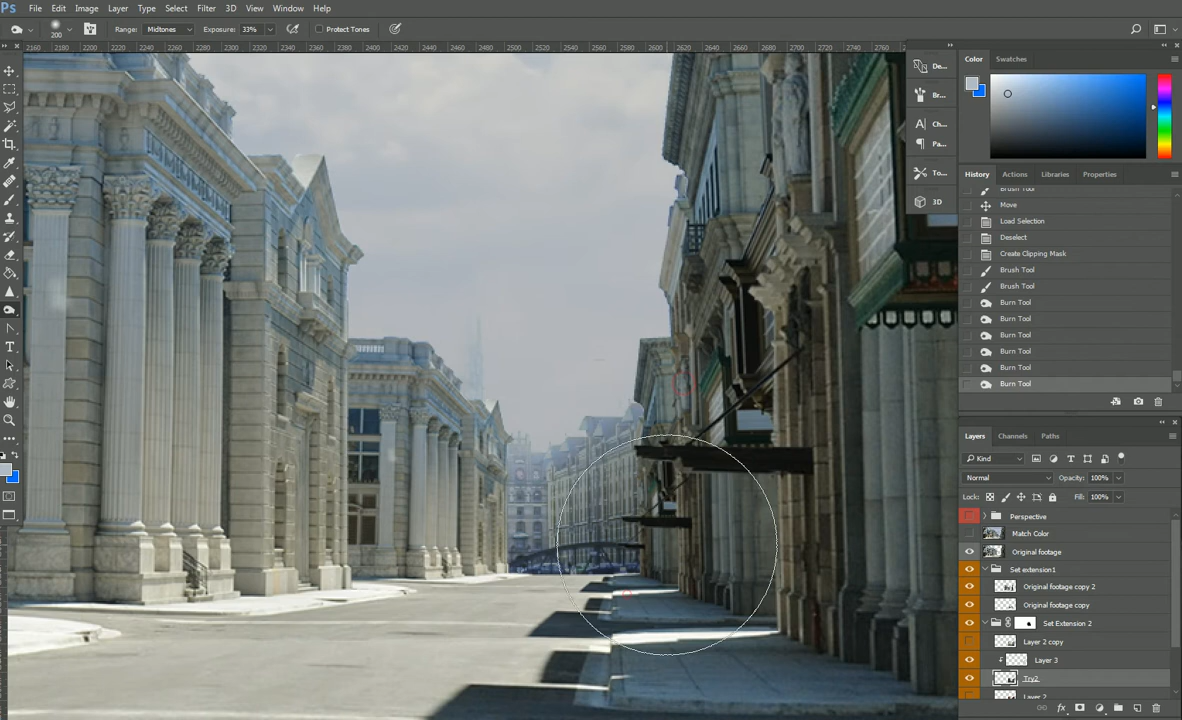 Ps File Edit Image Layer Type Select Filter 3D View Window Help
200 Range: Midtones Exposure: 33% Protect Tones
2160 2180 2200 2220 2240 2260 2280 2300 2320 2340 2360 2380 2400 2420 2440 2460 2480 2500 2520 2540 2560 2580 2600 2620 2640 2660 2680 2700 2720 2740 2760
De...
Br...
Ch...
Pa...
To...
3D
Color Swatches
History Actions Libraries Properties
Brush Tool
Move
Load Selection
Deselect
Create Clipping Mask
Brush Tool
Brush Tool
Burn Tool
Burn Tool
Burn Tool
Burn Tool
Burn Tool
Burn Tool
Layers Channels Paths
Kind
Normal Opacity: 100%
Lock: Fill: 100%
Perspective
Match Color
Original footage
Set extension1
Original footage copy 2
Original footage copy
Set Extension 2
Layer 2 copy
Layer 3
Try2
Layer 2
fx